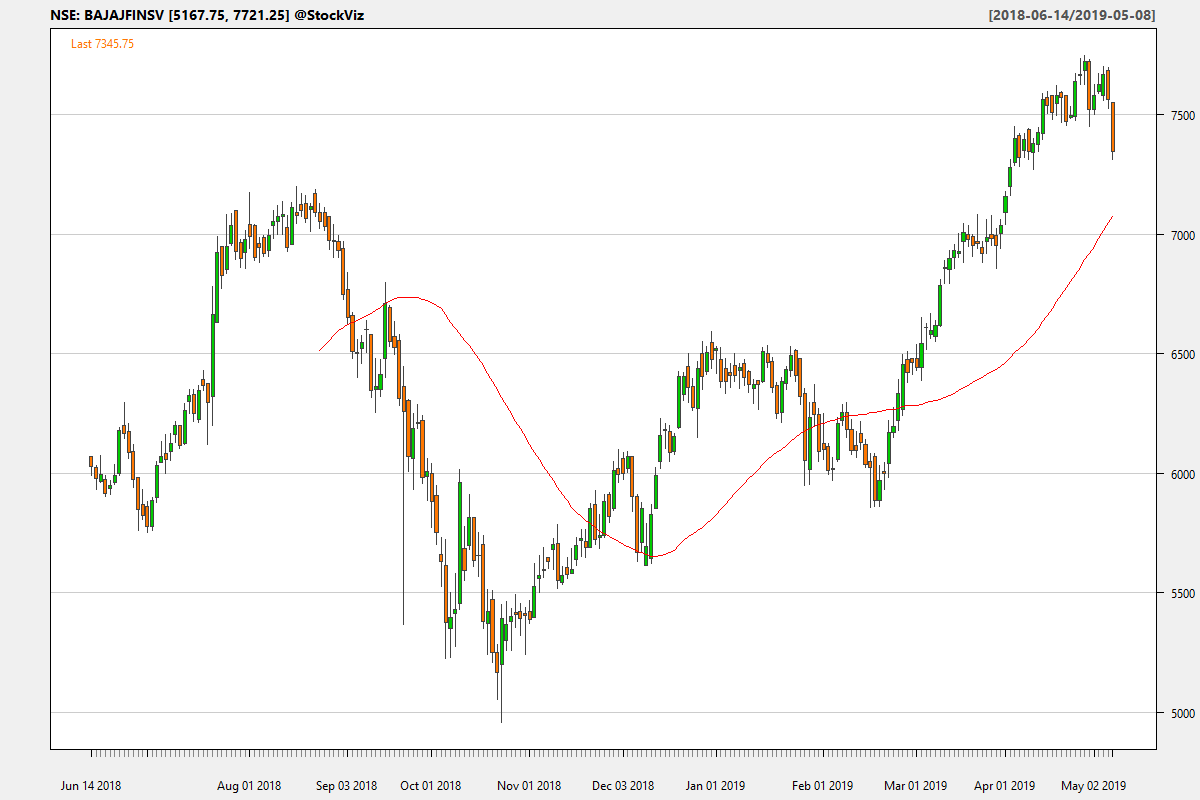 NSE: BAJAJFINSV [5167.75, 7721.25] @StockViz [2018-06-14/2019-05-08]
Last 7345.75
7500
7000
6500
6000
5500
5000
Jun 14 2018 Aug 01 2018 Sep 03 2018 Oct 01 2018 Nov 01 2018 Dec 03 2018 Jan 01 2019 Feb 01 2019 Mar 01 2019 Apr 01 2019 May 02 2019